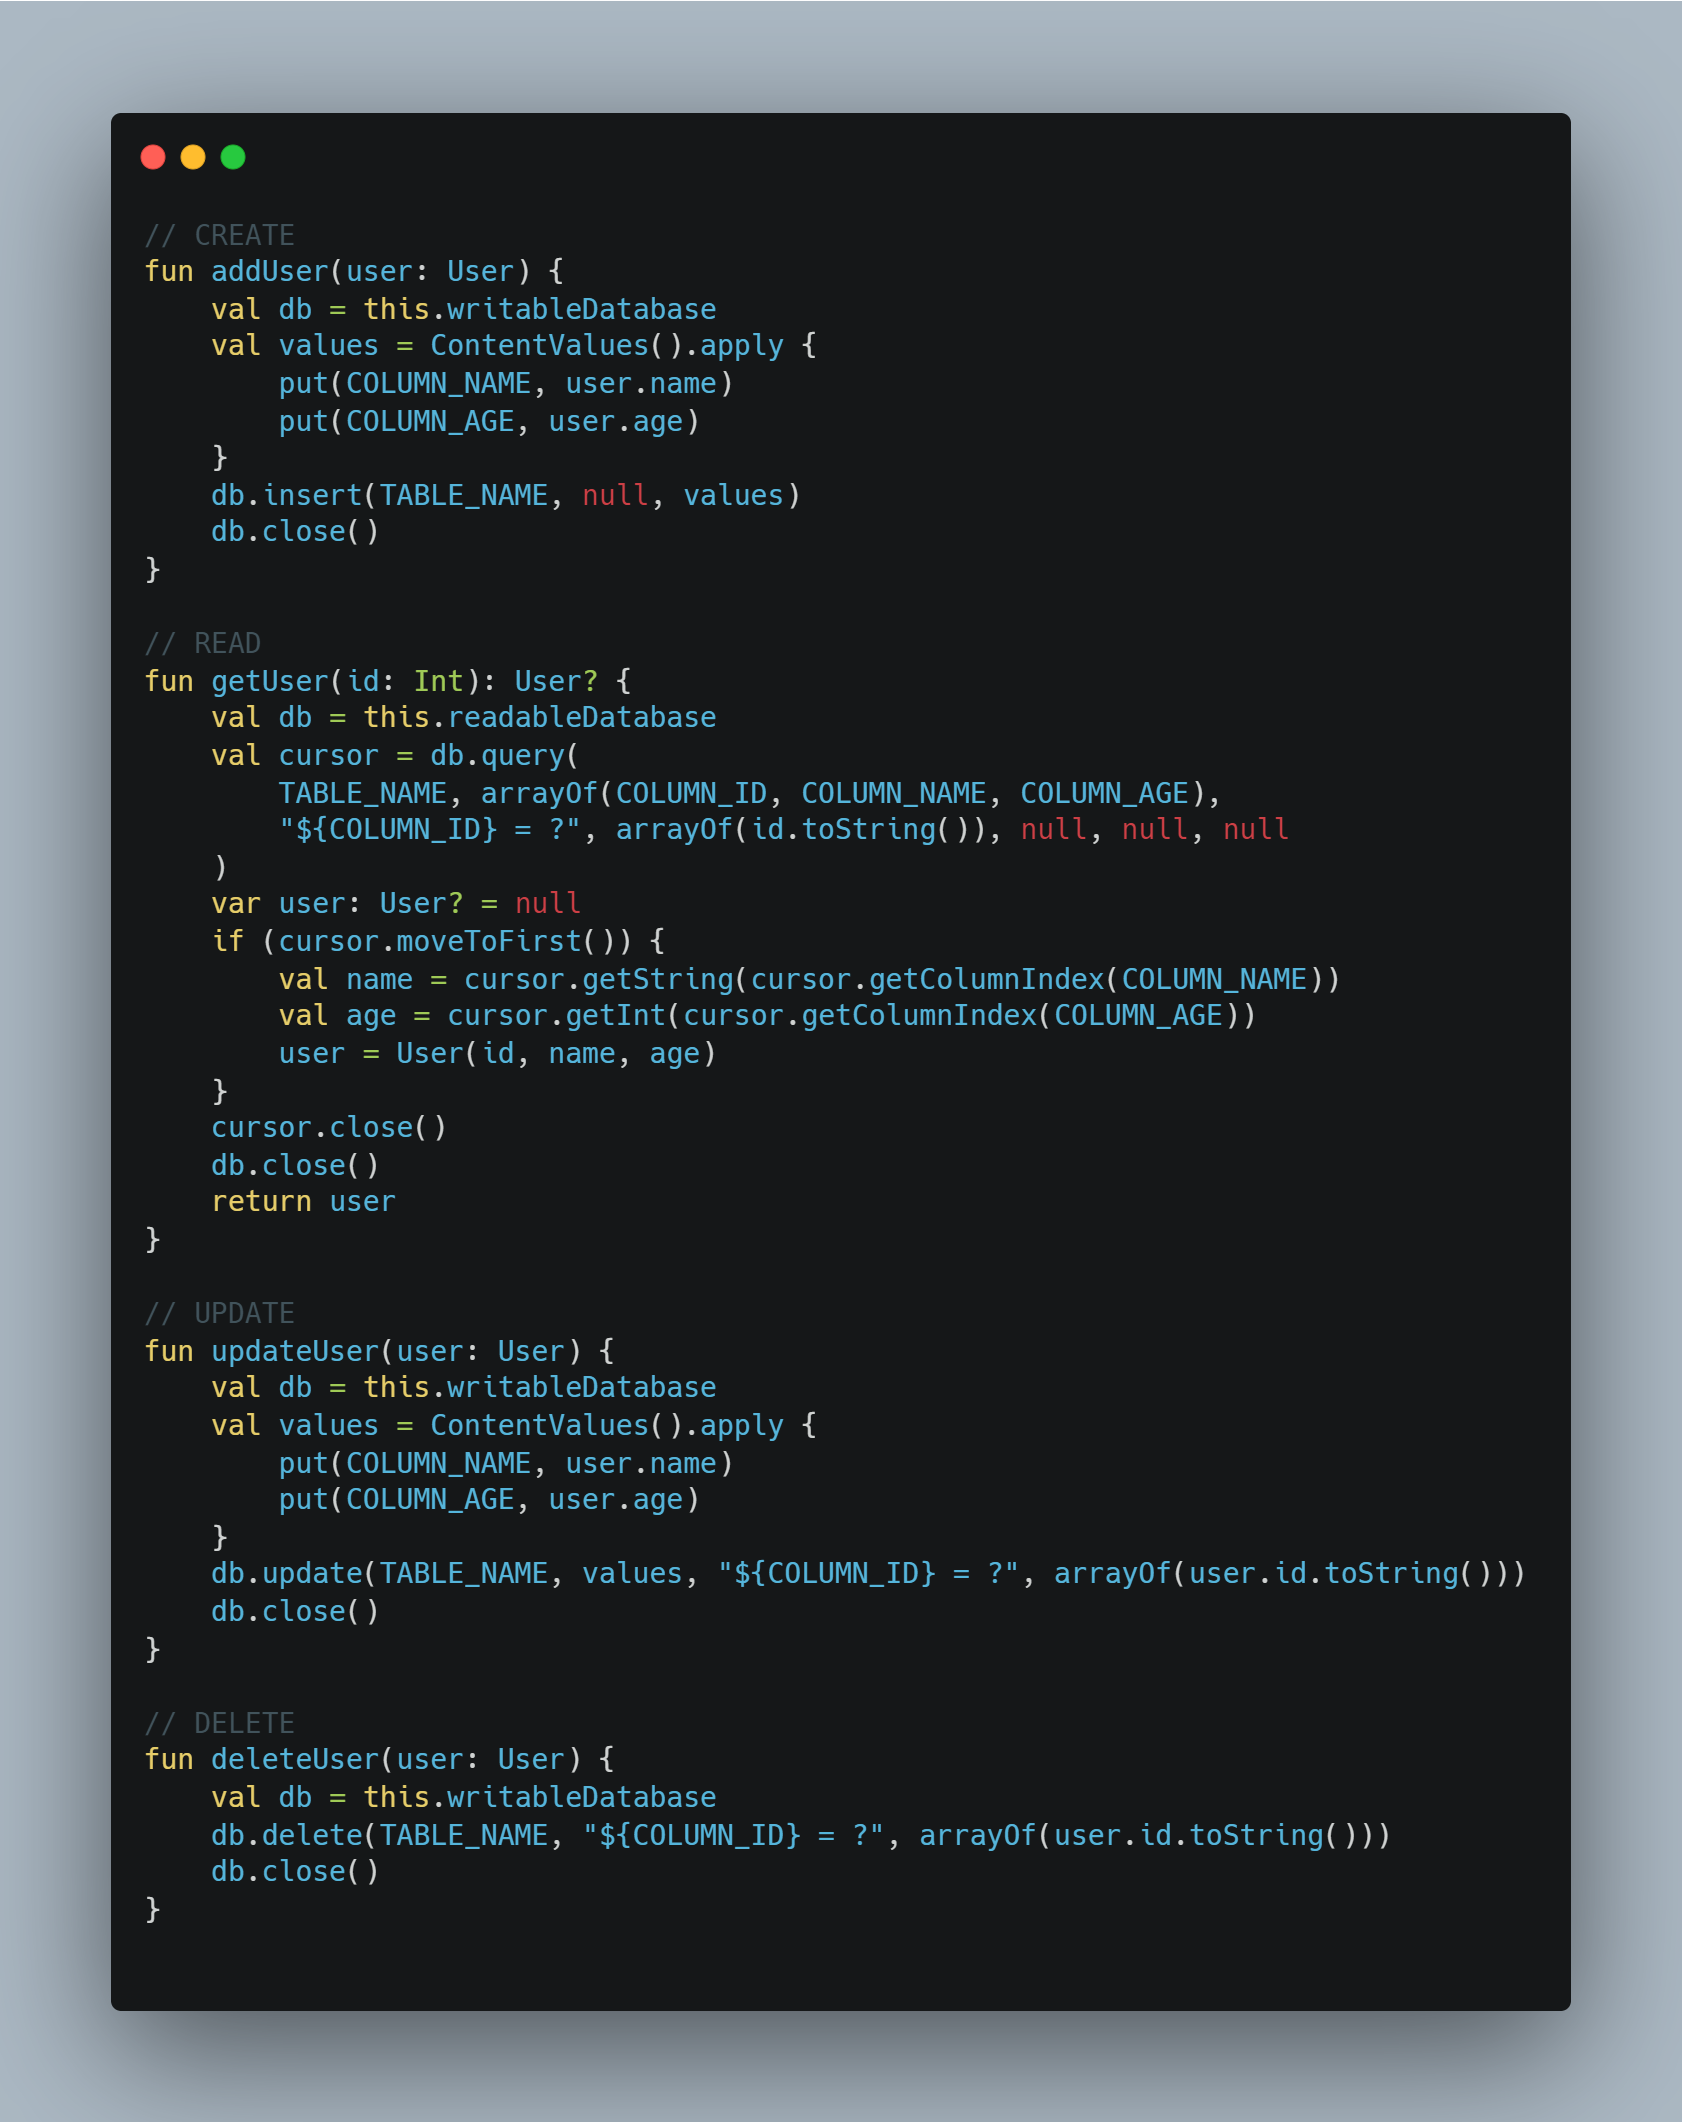 // CREATE
fun addUser(user: User) {
    val db = this.writableDatabase
    val values = ContentValues().apply {
        put(COLUMN_NAME, user.name)
        put(COLUMN_AGE, user.age)
    }
    db.insert(TABLE_NAME, null, values)
    db.close()
}

// READ
fun getUser(id: Int): User? {
    val db = this.readableDatabase
    val cursor = db.query(
        TABLE_NAME, arrayOf(COLUMN_ID, COLUMN_NAME, COLUMN_AGE),
        "${COLUMN_ID} = ?", arrayOf(id.toString()), null, null, null
    )
    var user: User? = null
    if (cursor.moveToFirst()) {
        val name = cursor.getString(cursor.getColumnIndex(COLUMN_NAME))
        val age = cursor.getInt(cursor.getColumnIndex(COLUMN_AGE))
        user = User(id, name, age)
    }
    cursor.close()
    db.close()
    return user
}

// UPDATE
fun updateUser(user: User) {
    val db = this.writableDatabase
    val values = ContentValues().apply {
        put(COLUMN_NAME, user.name)
        put(COLUMN_AGE, user.age)
    }
    db.update(TABLE_NAME, values, "${COLUMN_ID} = ?", arrayOf(user.id.toString()))
    db.close()
}

// DELETE
fun deleteUser(user: User) {
    val db = this.writableDatabase
    db.delete(TABLE_NAME, "${COLUMN_ID} = ?", arrayOf(user.id.toString()))
    db.close()
}